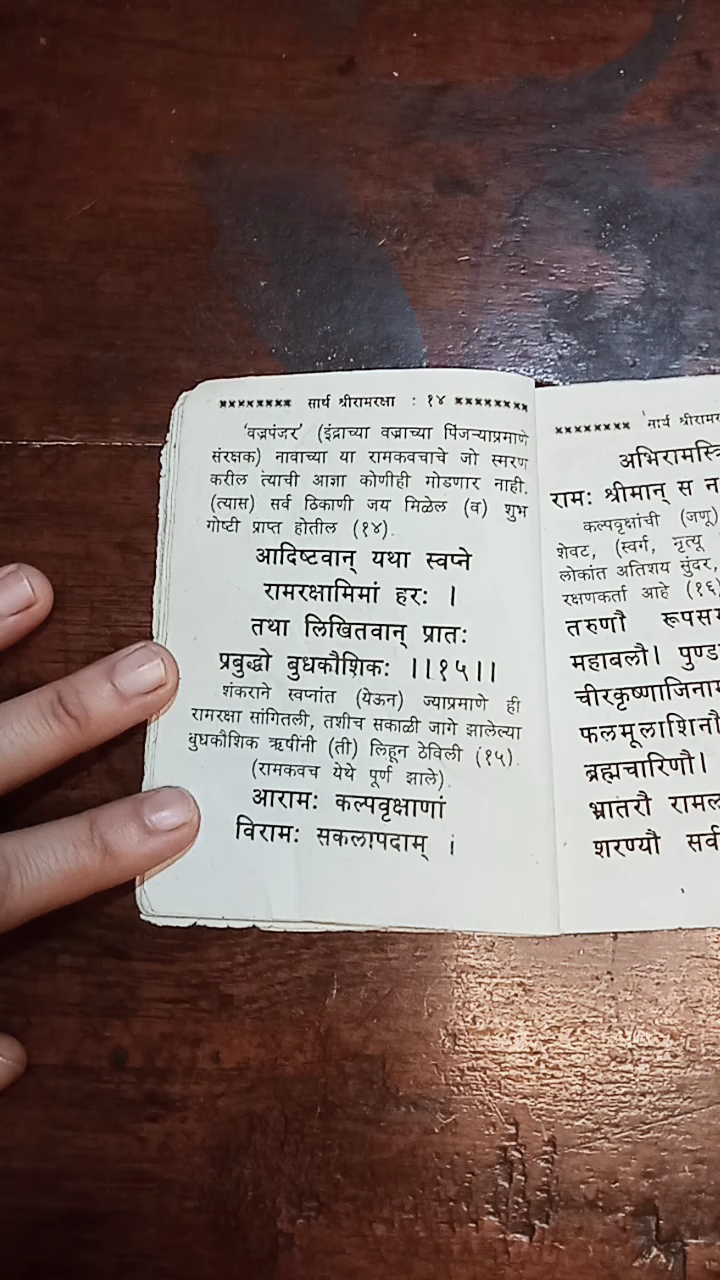 ×××××××× सार्थ श्रीरामरक्षा : १४ ××××××××
'वज्रपंजर' (इंद्राच्या वज्राच्या पिंजऱ्याप्रमाणे
संरक्षक) नावाच्या या रामकवचाचे जो स्मरण
करील त्याची आज्ञा कोणीही मोडणार नाही.
(त्यास) सर्व ठिकाणी जय मिळेल (व) शुभ
गोष्टी प्राप्त होतील (१४).
आदिष्टवान् यथा स्वप्ने
रामरक्षामिमां हरः ।
तथा लिखितवान् प्रातः
प्रबुद्धो बुधकौशिकः ।।१५।।
शंकराने स्वप्नांत (येऊन) ज्याप्रमाणे ही
रामरक्षा सांगितली, तशीच सकाळी जागे झालेल्या
बुधकौशिक ऋषींनी (ती) लिहून ठेविली (१५).
(रामकवच येथे पूर्ण झाले).
आरामः कल्पवृक्षाणां
विरामः सकलापदाम् ।
×××××××× सार्थ श्रीरामर
अभिरामस्त्रि
रामः श्रीमान् स न
कल्पवृक्षांची (जणू)
शेवट, (स्वर्ग, मृत्यू
लोकांत अतिशय सुंदर,
रक्षणकर्ता आहे (१६)
तरुणौ रूपसम
महाबलौ। पुण्ड
चीरकृष्णाजिनाम
फलमूलाशिनौ
ब्रह्मचारिणौ।
भ्रातरौ रामल
शरण्यौ सर्व